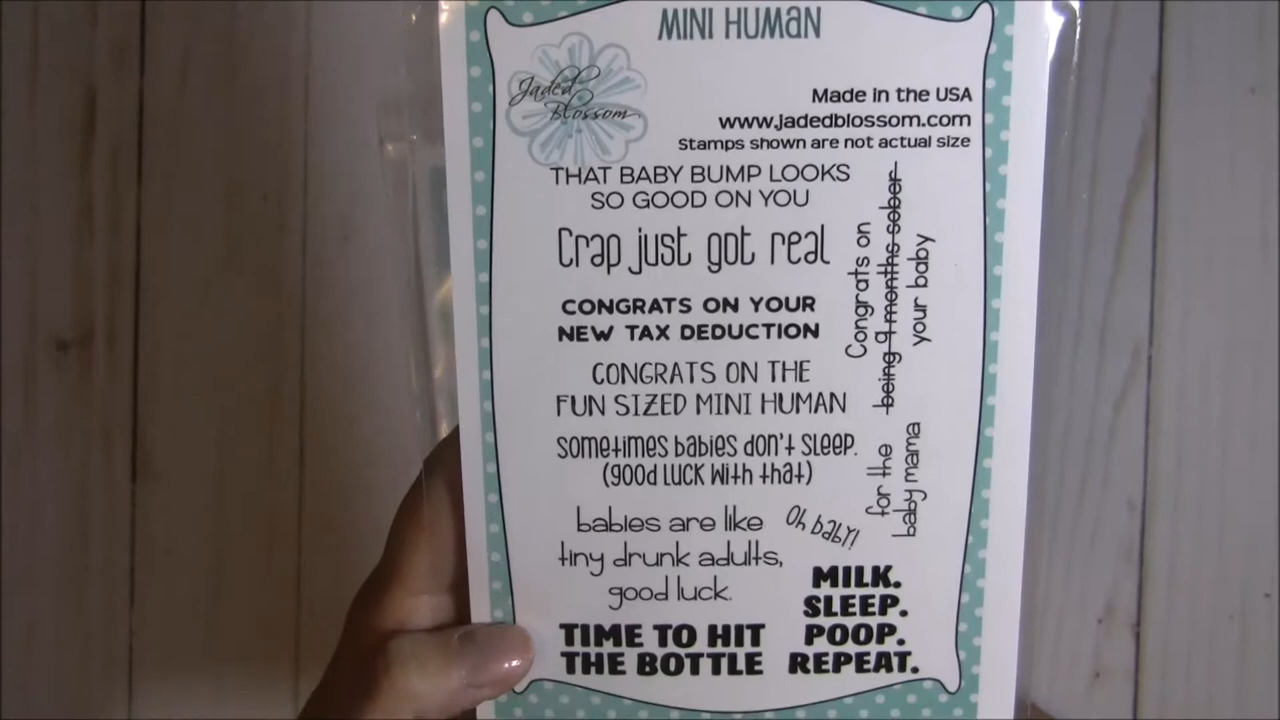 MINI HUMAN
Jaded
Blossom
Made in the USA
www.jadedblossom.com
Stamps shown are not actual size
THAT BABY BUMP LOOKS
SO GOOD ON YOU
Crap just got real
CONGRATS ON YOUR
NEW TAX DEDUCTION
CONGRATS ON THE
FUN SIZED MINI HUMAN
sometimes babies don't sleep.
(good luck with that)
babies are like
tiny drunk adults,
good luck.
Oh baby!
TIME TO HIT
THE BOTTLE
MILK.
SLEEP.
POOP.
REPEAT.
Congrats on
being 9 months sober
your baby
for the
baby mama